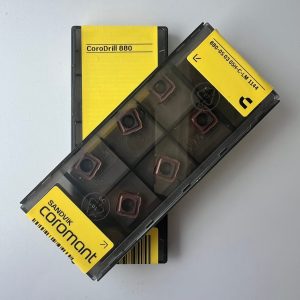 CoroDrill 880
880-05 03 05H-C-LM 1144
SANDVIK
coromant